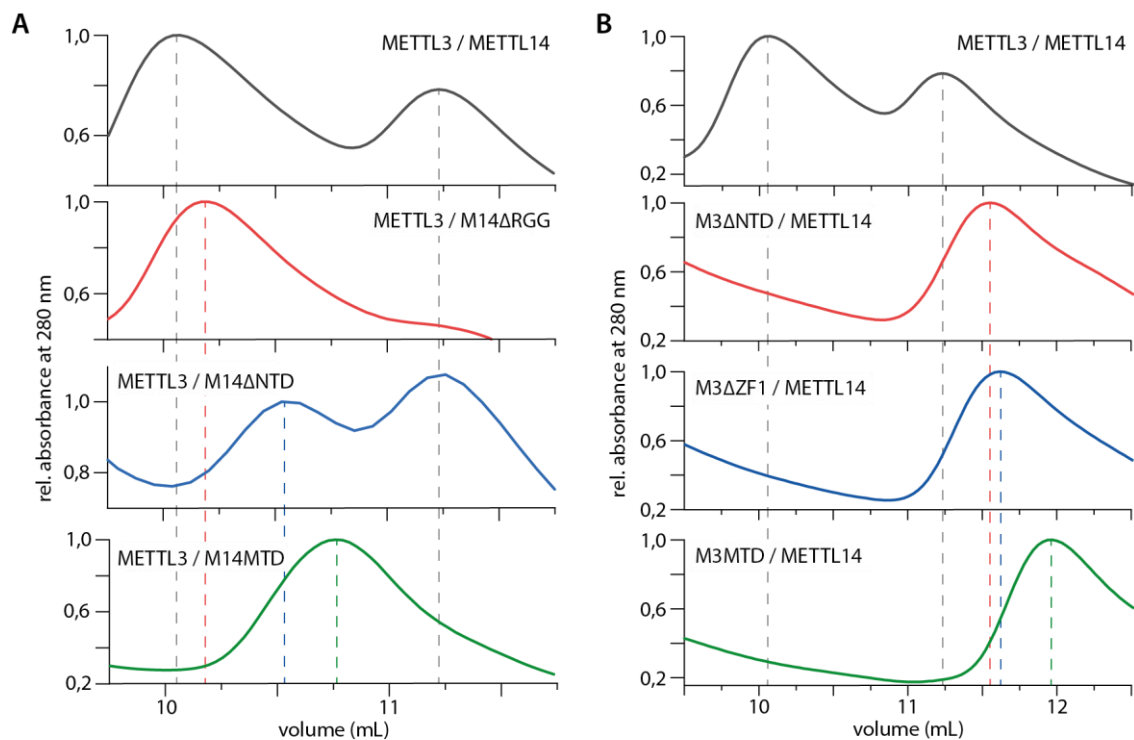 A
METTL3 / METTL14
1,0
0,6
METTL3 / M14ΔRGG
1,0
0,6
METTL3 / M14ΔNTD
1,0
0,8
METTL3 / M14MTD
1,0
0,6
0,2
10
11
volume (mL)
rel. absorbance at 280 nm
B
METTL3 / METTL14
1,0
0,6
0,2
M3ΔNTD / METTL14
1,0
0,6
0,2
M3ΔZF1 / METTL14
1,0
0,6
0,2
M3MTD / METTL14
1,0
0,6
0,2
10
11
12
volume (mL)
rel. absorbance at 280 nm